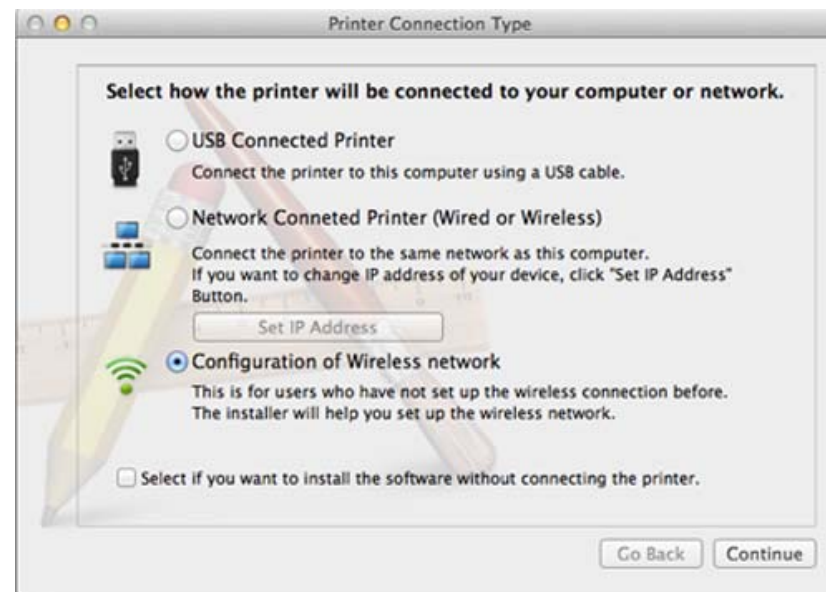 Printer Connection Type
Select how the printer will be connected to your computer or network.
USB Connected Printer
Connect the printer to this computer using a USB cable.
Network Conneted Printer (Wired or Wireless)
Connect the printer to the same network as this computer.
If you want to change IP address of your device, click "Set IP Address"
Button.
Set IP Address
Configuration of Wireless network
This is for users who have not set up the wireless connection before.
The installer will help you set up the wireless network.
Select if you want to install the software without connecting the printer.
Go Back Continue